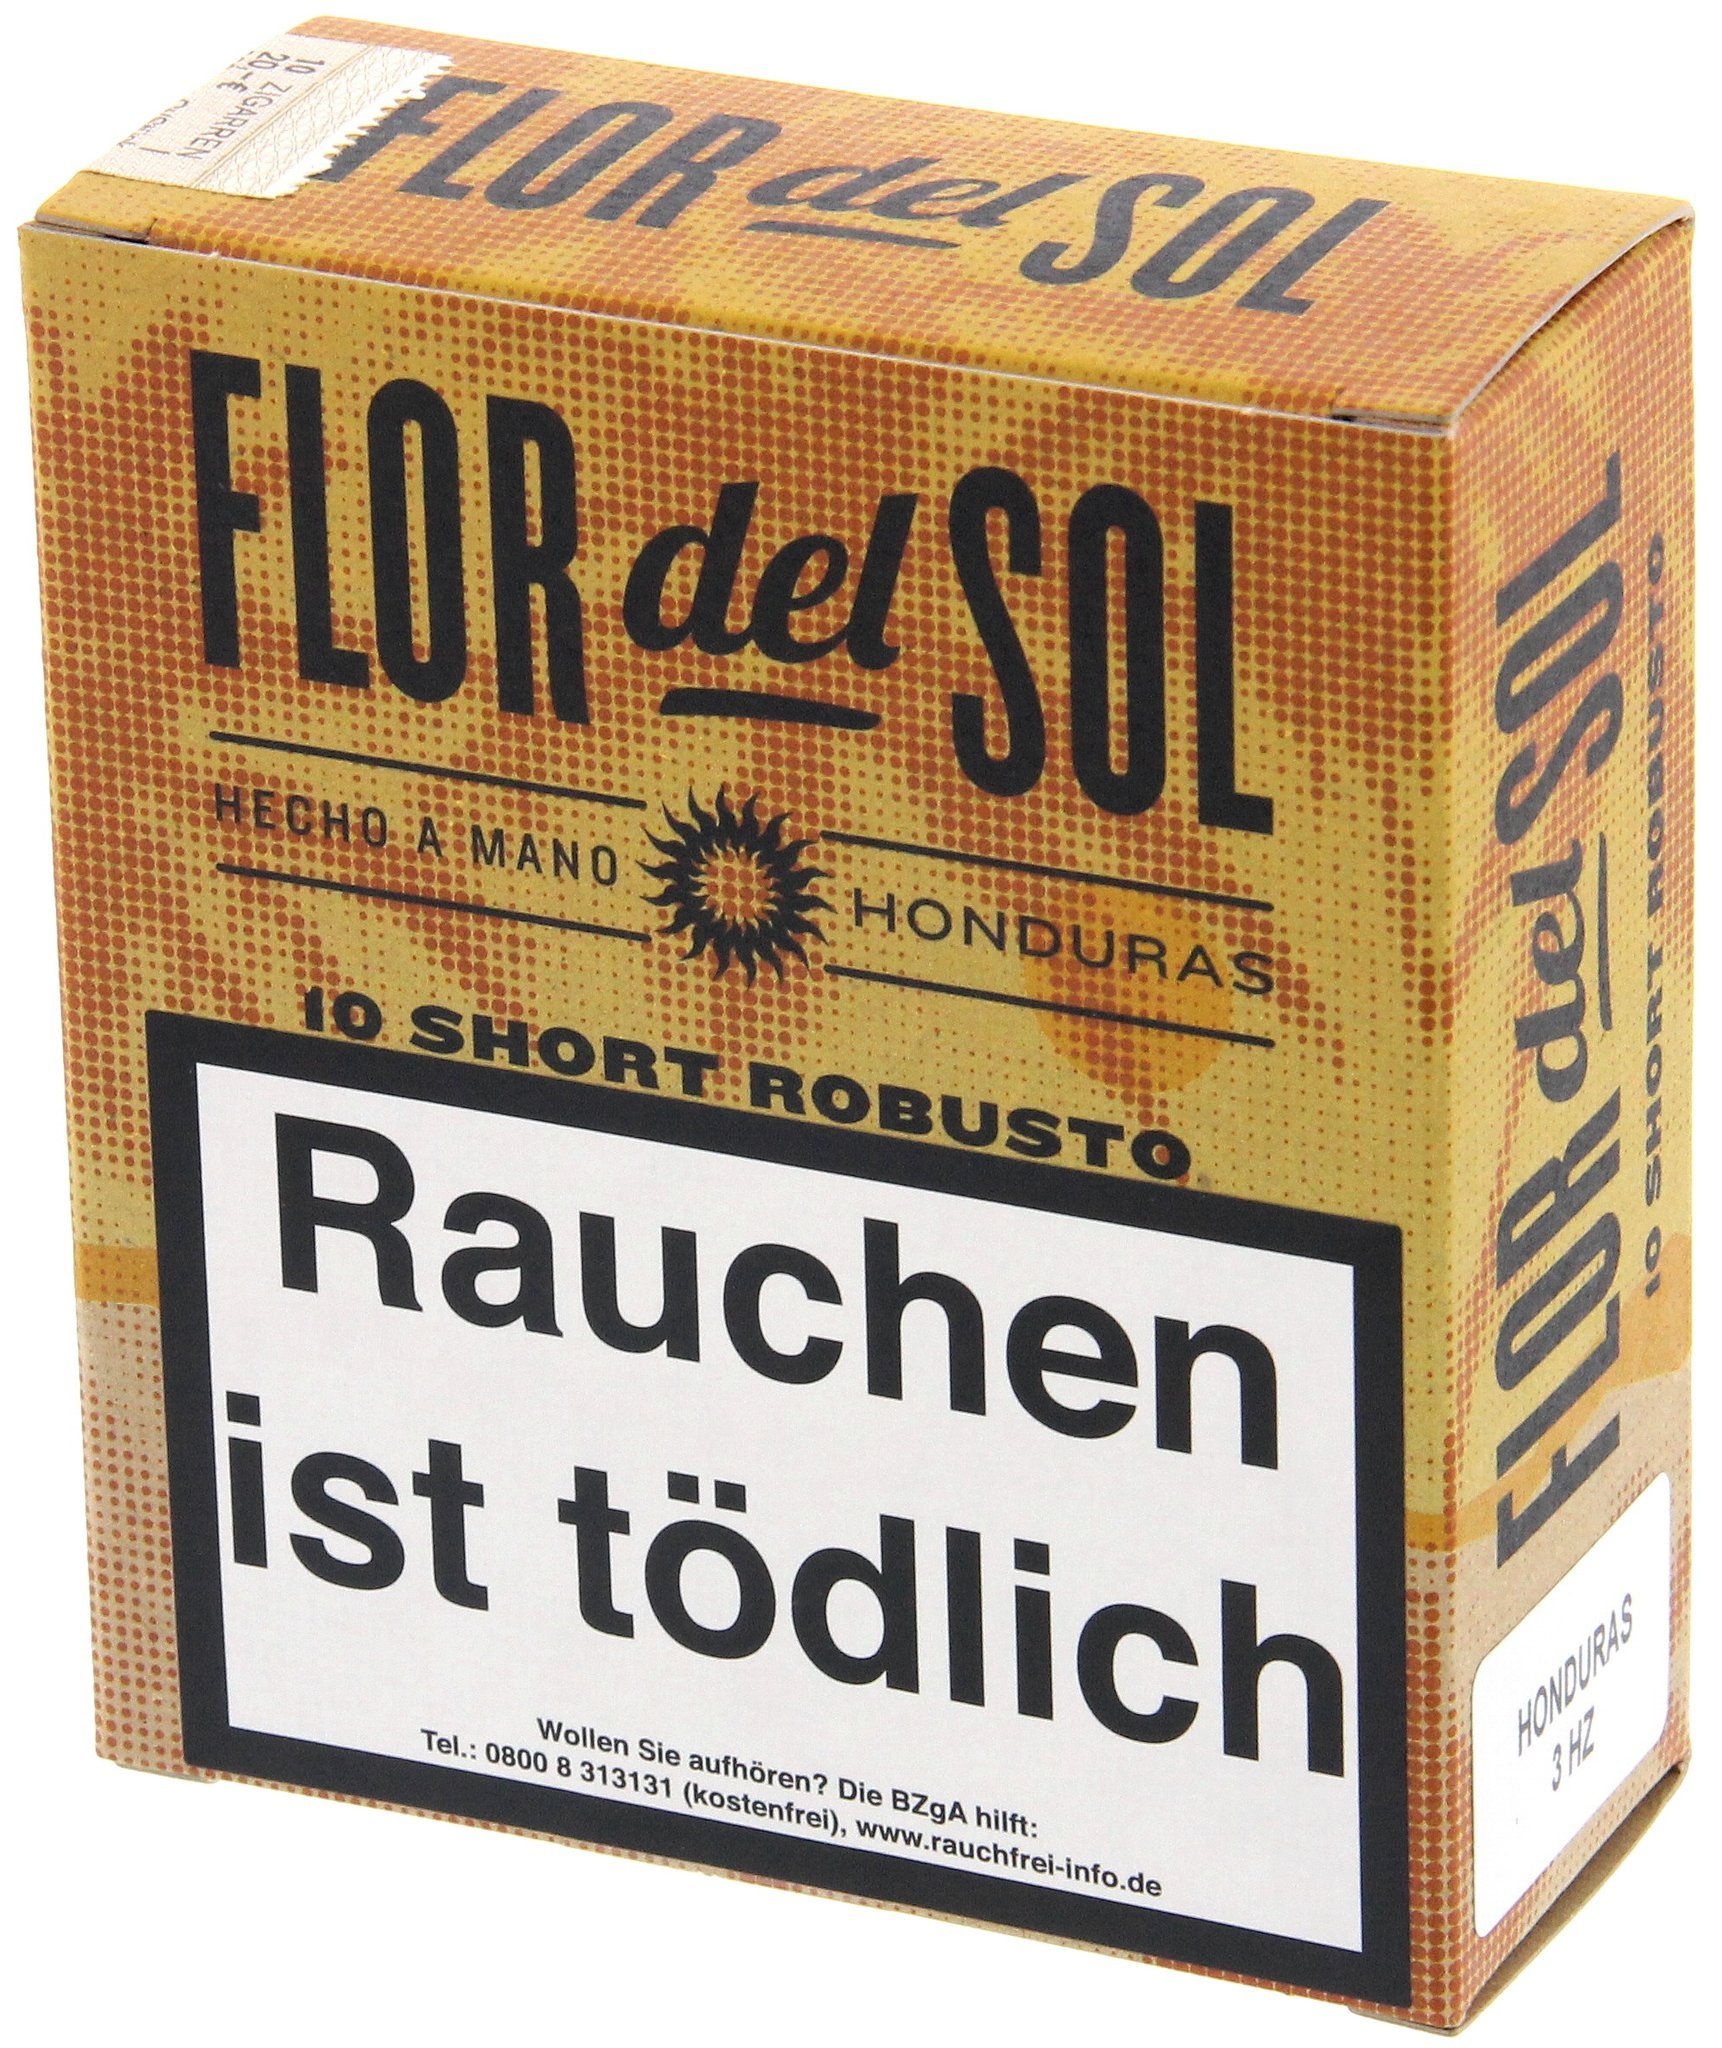 10 ZIGARREN
20,-€
FLOR del SOL
FLOR del SOL
HECHO A MANO
HONDURAS
10 SHORT ROBUSTO
Rauchen
ist tödlich
Wollen Sie aufhören? Die BZgA hilft:
Tel.: 0800 8 313131 (kostenfrei), www.rauchfrei-info.de
FLOR del SOL
10 SHORT ROBUSTO
HONDURAS
3 HZ